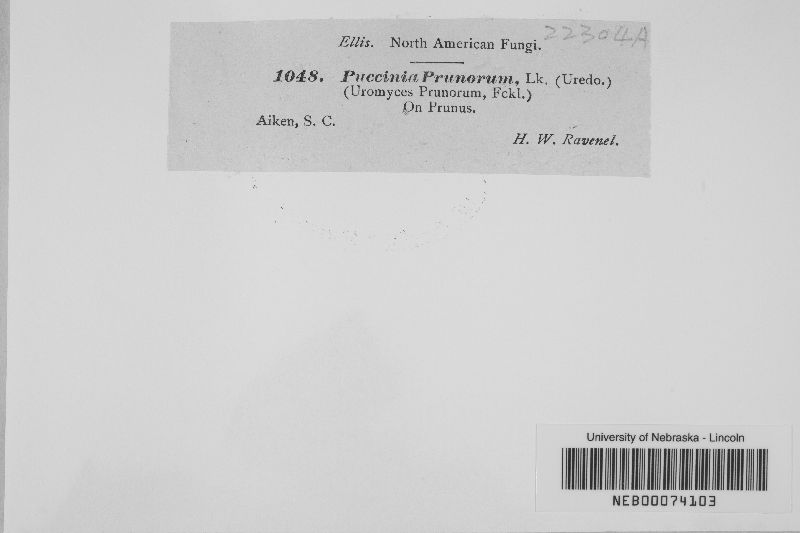 Ellis. North American Fungi.
22304A
1048. Puccinia Prunorum, Lk. (Uredo.)
(Uromyces Prunorum, Fckl.)
On Prunus.
Aiken, S. C.
H. W. Ravenel.
University of Nebraska - Lincoln
NEB00074103